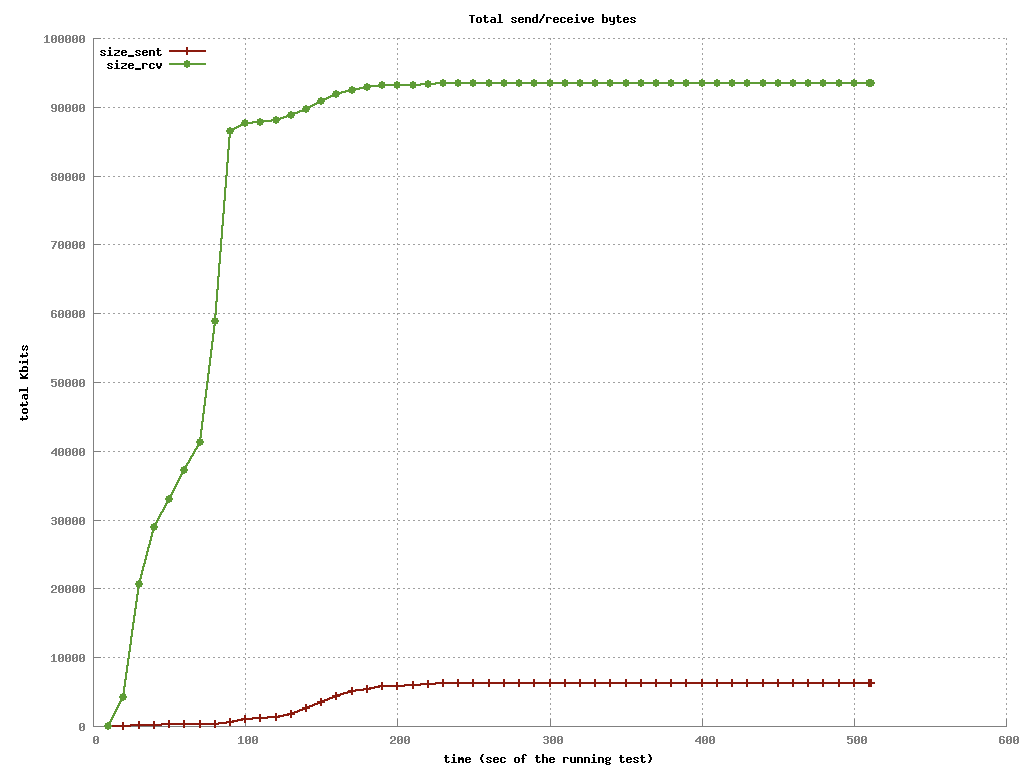 Total send/receive bytes
100000
size_sent
size_rcv
90000
80000
70000
60000
50000
total Kbits
40000
30000
20000
10000
0
0 100 200 300 400 500 600
time (sec of the running test)